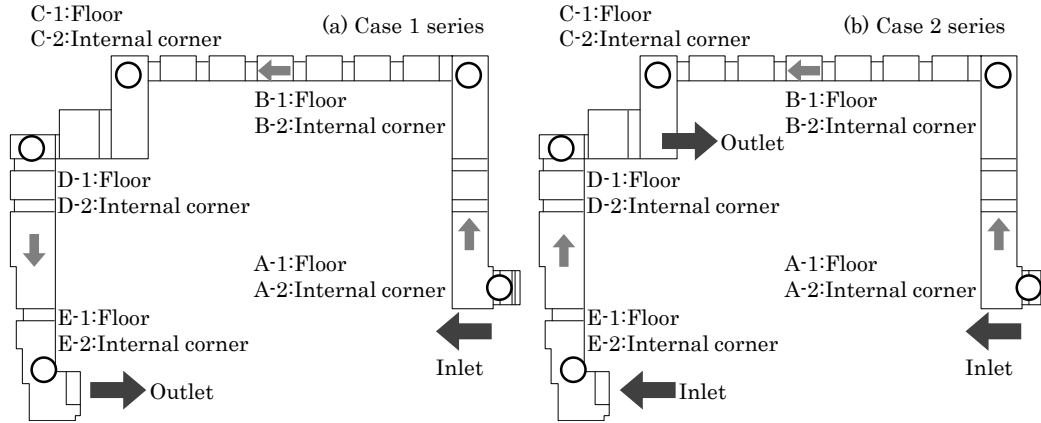 C-1:Floor
C-2:Internal corner
(a) Case 1 series
B-1:Floor
B-2:Internal corner
D-1:Floor
D-2:Internal corner
A-1:Floor
A-2:Internal corner
E-1:Floor
E-2:Internal corner
Inlet
Outlet
C-1:Floor
C-2:Internal corner
(b) Case 2 series
B-1:Floor
B-2:Internal corner
Outlet
D-1:Floor
D-2:Internal corner
A-1:Floor
A-2:Internal corner
E-1:Floor
E-2:Internal corner
Inlet
Inlet